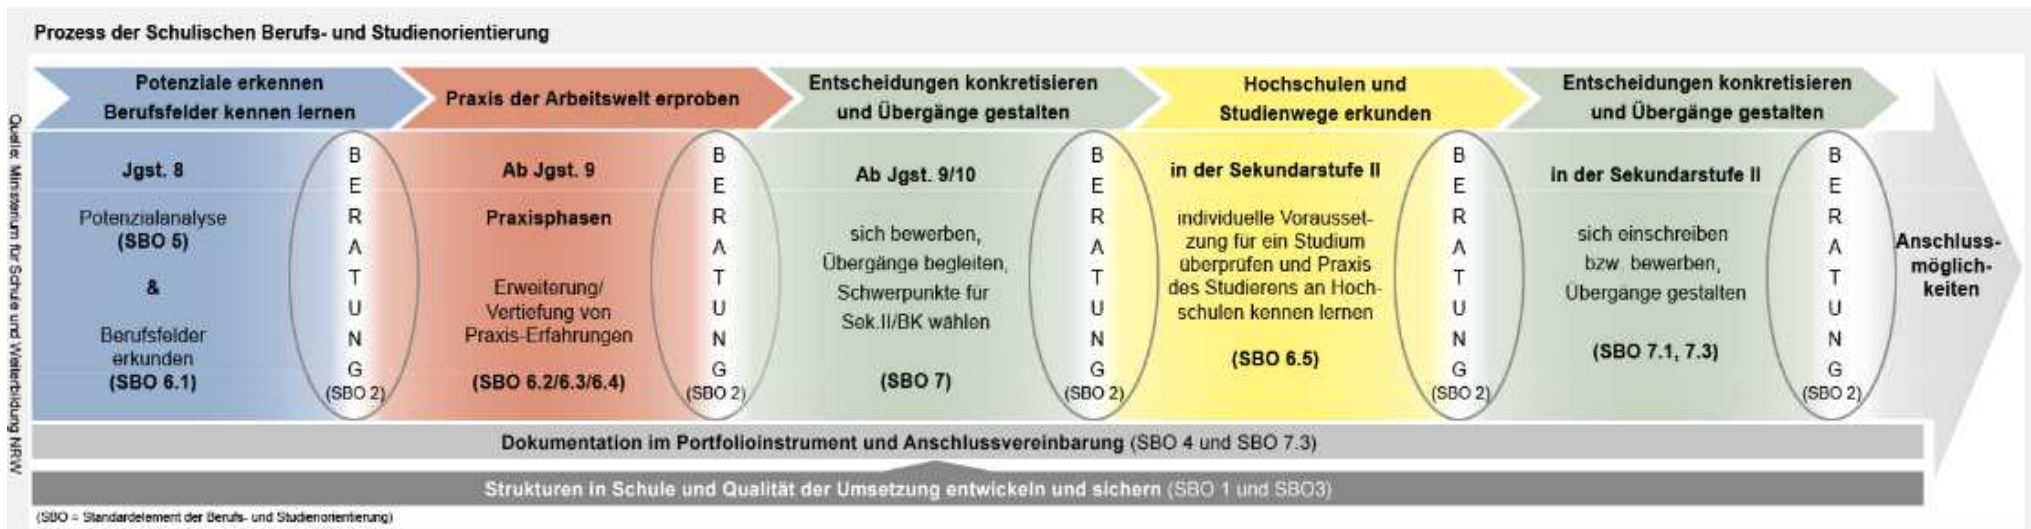 Prozess der Schulischen Berufs- und Studienorientierung
Potenziale erkennen
Berufsfelder kennen lernen
Praxis der Arbeitswelt erproben
Entscheidungen konkretisieren
und Übergänge gestalten
Hochschulen und
Studienwege erkunden
Entscheidungen konkretisieren
und Übergänge gestalten
Jgst. 8
Potenzialanalyse
(SBO 5)
&
Berufsfelder
erkunden
(SBO 6.1)
BERATUNG
(SBO 2)
Ab Jgst. 9
Praxisphasen
Erweiterung/
Vertiefung von
Praxis-Erfahrungen
(SBO 6.2/6.3/6.4)
BERATUNG
(SBO 2)
Ab Jgst. 9/10
sich bewerben,
Übergänge begleiten,
Schwerpunkte für
Sek.II/BK wählen
(SBO 7)
BERATUNG
(SBO 2)
in der Sekundarstufe II
individuelle Vorausset-
zung für ein Studium
überprüfen und Praxis
des Studierens an Hoch-
schulen kennen lernen
(SBO 6.5)
BERATUNG
(SBO 2)
in der Sekundarstufe II
sich einschreiben
bzw. bewerben,
Übergänge gestalten
(SBO 7.1, 7.3)
BERATUNG
(SBO 2)
Anschluss-
möglich-
keiten
Dokumentation im Portfolioinstrument und Anschlussvereinbarung (SBO 4 und SBO 7.3)
Strukturen in Schule und Qualität der Umsetzung entwickeln und sichern (SBO 1 und SBO3)
(SBO = Standardelement der Berufs- und Studienorientierung)
Quelle: Ministerium für Schule und Weiterbildung NRW